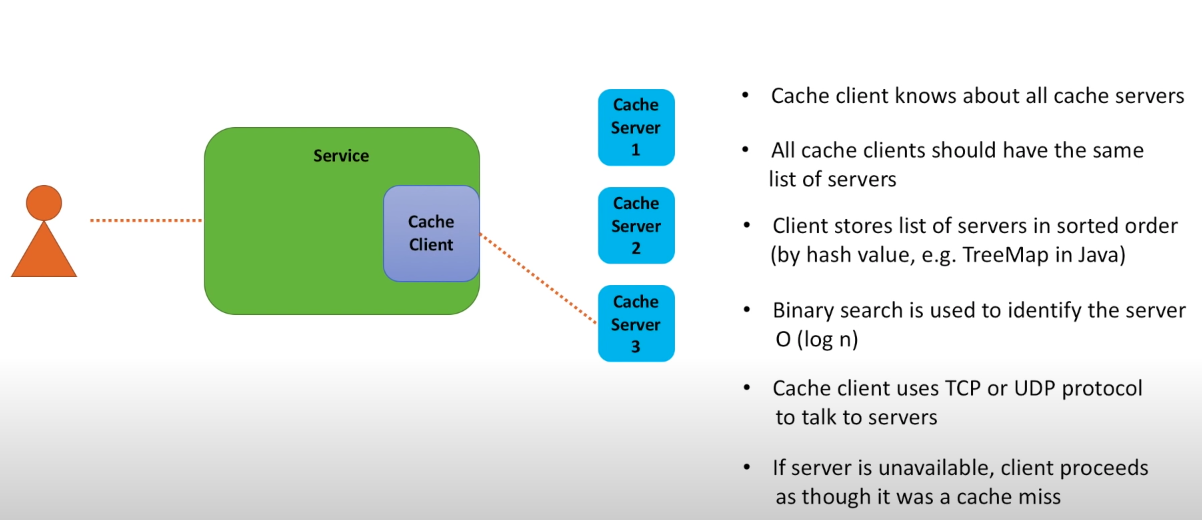 Service
Cache
Client
Cache
Server
1
Cache
Server
2
Cache
Server
3
• Cache client knows about all cache servers
• All cache clients should have the same
list of servers
• Client stores list of servers in sorted order
(by hash value, e.g. TreeMap in Java)
• Binary search is used to identify the server
O (log n)
• Cache client uses TCP or UDP protocol
to talk to servers
• If server is unavailable, client proceeds
as though it was a cache miss